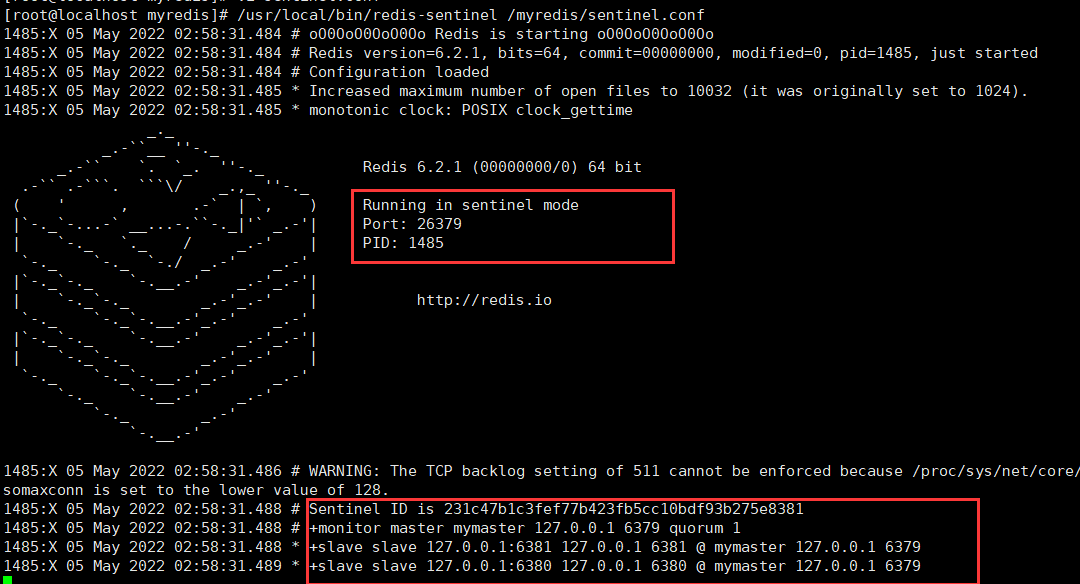 [root@localhost myredis]# vi sentinel.conf
[root@localhost myredis]# /usr/local/bin/redis-sentinel /myredis/sentinel.conf
1485:X 05 May 2022 02:58:31.484 # oO0OoO0OoO0Oo Redis is starting oO0OoO0OoO0Oo
1485:X 05 May 2022 02:58:31.484 # Redis version=6.2.1, bits=64, commit=00000000, modified=0, pid=1485, just started
1485:X 05 May 2022 02:58:31.484 # Configuration loaded
1485:X 05 May 2022 02:58:31.485 * Increased maximum number of open files to 10032 (it was originally set to 1024).
1485:X 05 May 2022 02:58:31.485 * monotonic clock: POSIX clock_gettime
Redis 6.2.1 (00000000/0) 64 bit
Running in sentinel mode
Port: 26379
PID: 1485
http://redis.io
1485:X 05 May 2022 02:58:31.486 # WARNING: The TCP backlog setting of 511 cannot be enforced because /proc/sys/net/core/
somaxconn is set to the lower value of 128.
1485:X 05 May 2022 02:58:31.488 # Sentinel ID is 231c47b1c3fef77b423fb5cc10bdf93b275e8381
1485:X 05 May 2022 02:58:31.488 # +monitor master mymaster 127.0.0.1 6379 quorum 1
1485:X 05 May 2022 02:58:31.488 * +slave slave 127.0.0.1:6381 127.0.0.1 6381 @ mymaster 127.0.0.1 6379
1485:X 05 May 2022 02:58:31.489 * +slave slave 127.0.0.1:6380 127.0.0.1 6380 @ mymaster 127.0.0.1 6379